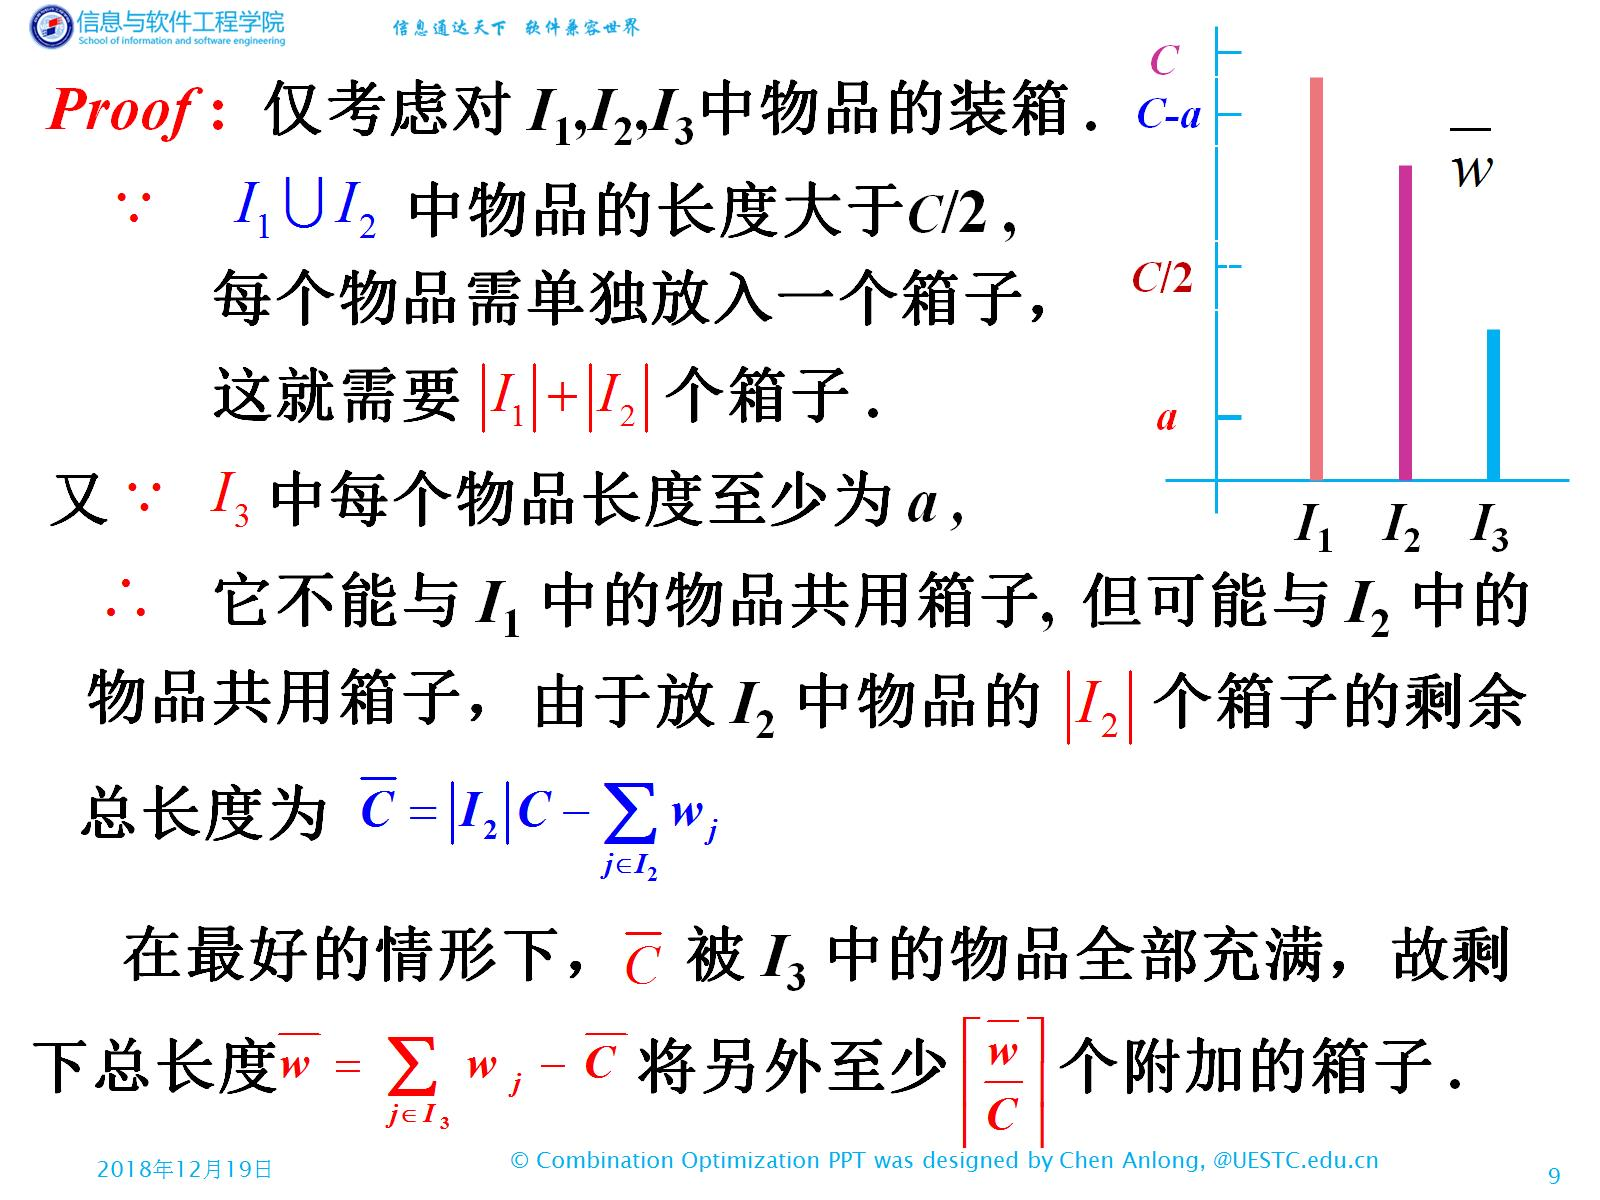 信息与软件工程学院
School of information and software engineering
信息通达天下 软件兼容世界
Proof : 仅考虑对 I₁,I₂,I₃中物品的装箱 .
∵ I₁⋃I₂ 中物品的长度大于C/2 ,
每个物品需单独放入一个箱子，
这就需要 |I₁|+|I₂| 个箱子 .
又 ∵ I₃ 中每个物品长度至少为 a ,
C
C-a
C/2
a
w̅
I₁ I₂ I₃
∴ 它不能与 I₁ 中的物品共用箱子, 但可能与 I₂ 中的
物品共用箱子，由于放 I₂ 中物品的 |I₂| 个箱子的剩余
总长度为 C̅ = |I₂|C − ∑_{j∈I₂} w_j
在最好的情形下， C̅ 被 I₃ 中的物品全部充满，故剩
下总长度 w̅ = ∑_{j∈I₃} w_j − C̅ 将另外至少 ⌈w̅/C⌉ 个附加的箱子 .
2018年12月19日
© Combination Optimization PPT was designed by Chen Anlong, @UESTC.edu.cn
9